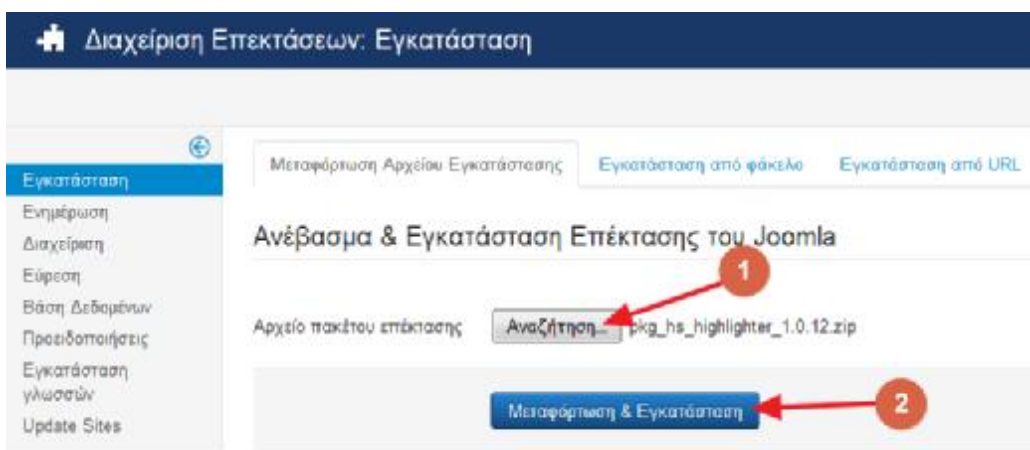 Διαχείριση Επεκτάσεων: Εγκατάσταση
Εγκατάσταση
Ενημέρωση
Διαχείριση
Εύρεση
Βάση Δεδομένων
Προειδοποιήσεις
Εγκατάσταση
γλωσσών
Update Sites
Μεταφόρτωση Αρχείου Εγκατάστασης Εγκατάσταση από φάκελο Εγκατάσταση από URL
Ανέβασμα & Εγκατάσταση Επέκτασης του Joomla
1
Αρχείο πακέτου επέκτασης Αναζήτηση... pkg_hs_highlighter_1.0.12.zip
Μεταφόρτωση & Εγκατάσταση 2